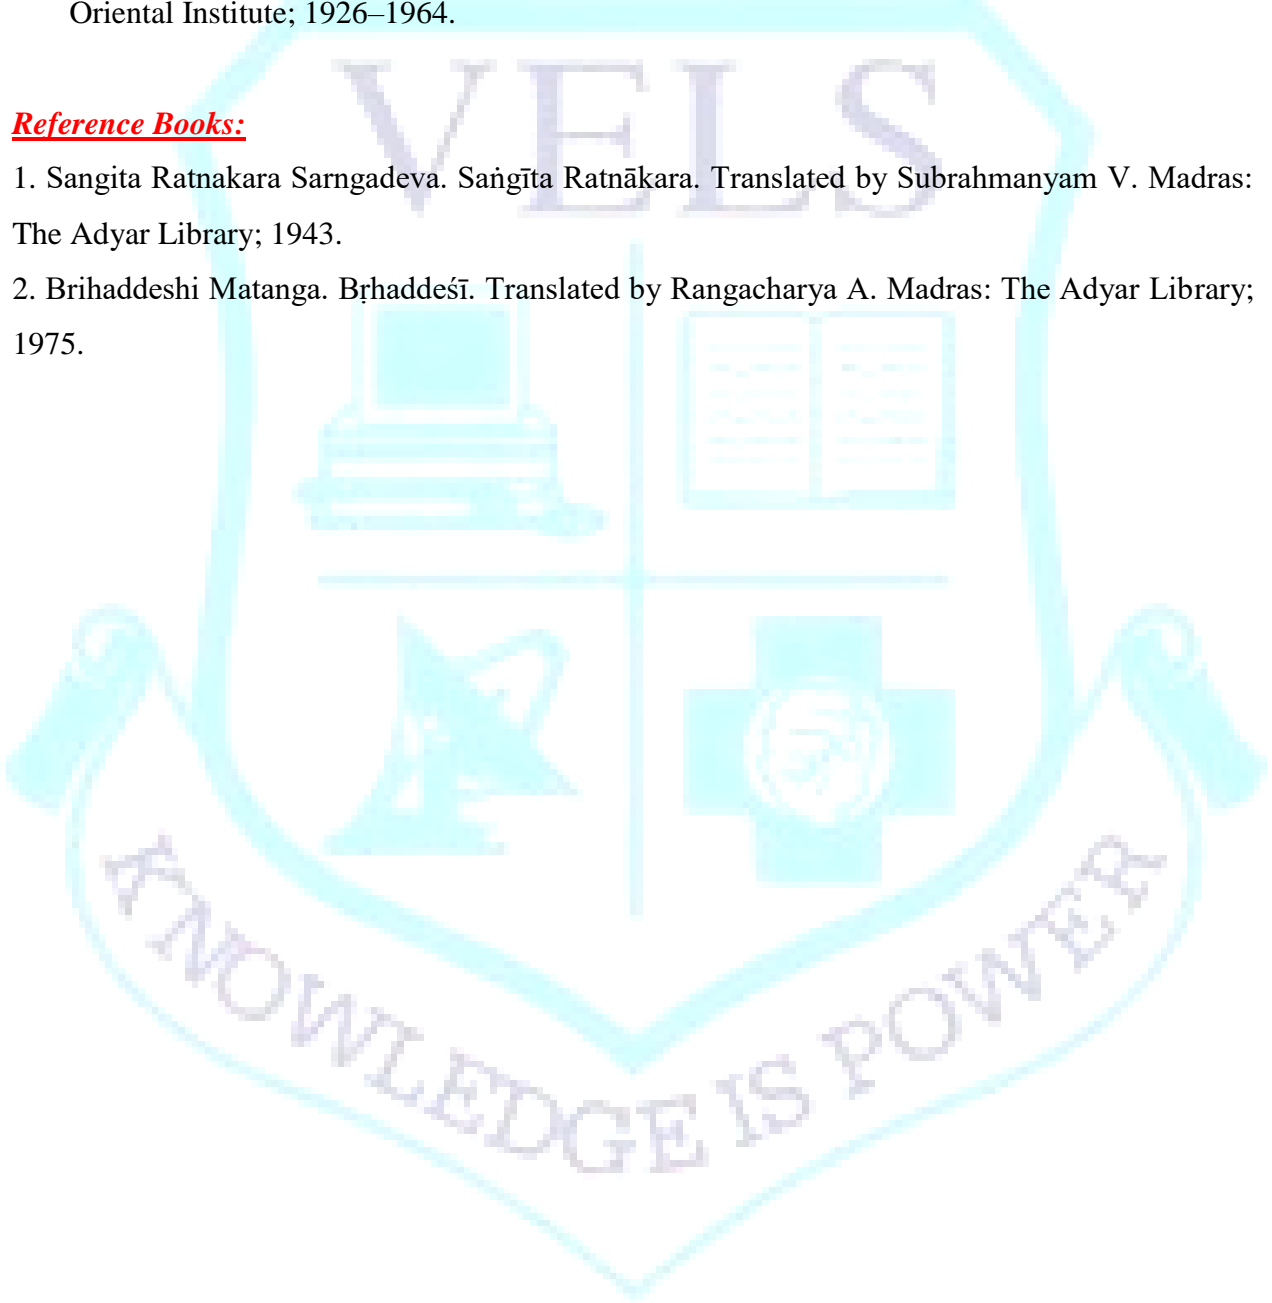 Oriental Institute; 1926–1964.
VELS
Reference Books:
1. Sangita Ratnakara Sarngadeva. Saṅgīta Ratnākara. Translated by Subrahmanyam V. Madras:
The Adyar Library; 1943.
2. Brihaddeshi Matanga. Bṛhaddeśī. Translated by Rangacharya A. Madras: The Adyar Library;
1975.
KNOWLEDGE IS POWER